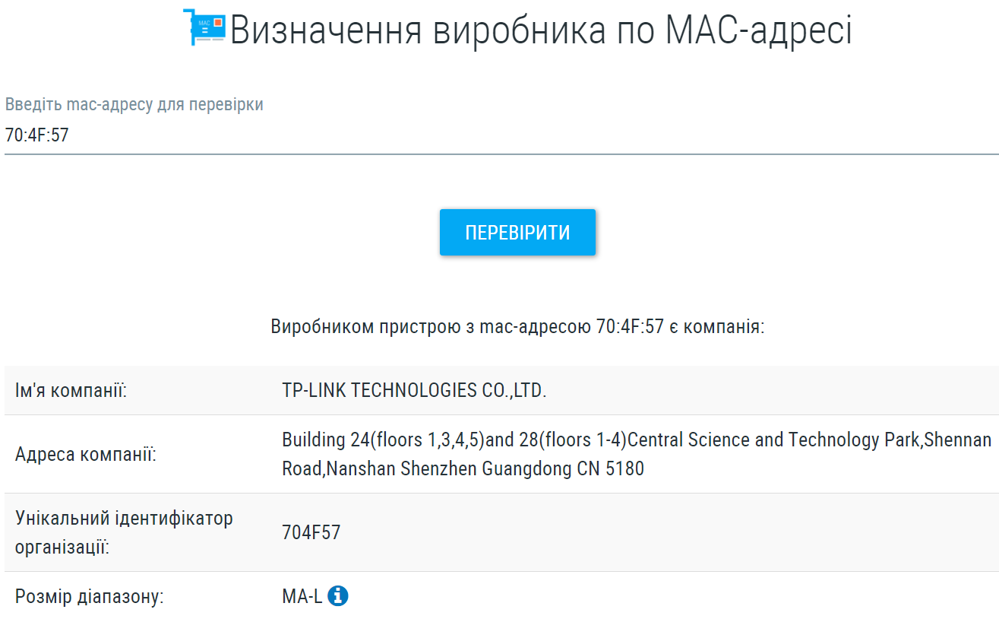 MAC
Визначення виробника по MAC-адресі
Введіть mac-адресу для перевірки
70:4F:57
ПЕРЕВІРИТИ
Виробником пристрою з mac-адресою 70:4F:57 є компанія:
Ім'я компанії:
TP-LINK TECHNOLOGIES CO.,LTD.
Адреса компанії:
Building 24(floors 1,3,4,5)and 28(floors 1-4)Central Science and Technology Park,Shennan
Road,Nanshan Shenzhen Guangdong CN 5180
Унікальний ідентифікатор
організації:
704F57
Розмір діапазону:
MA-L